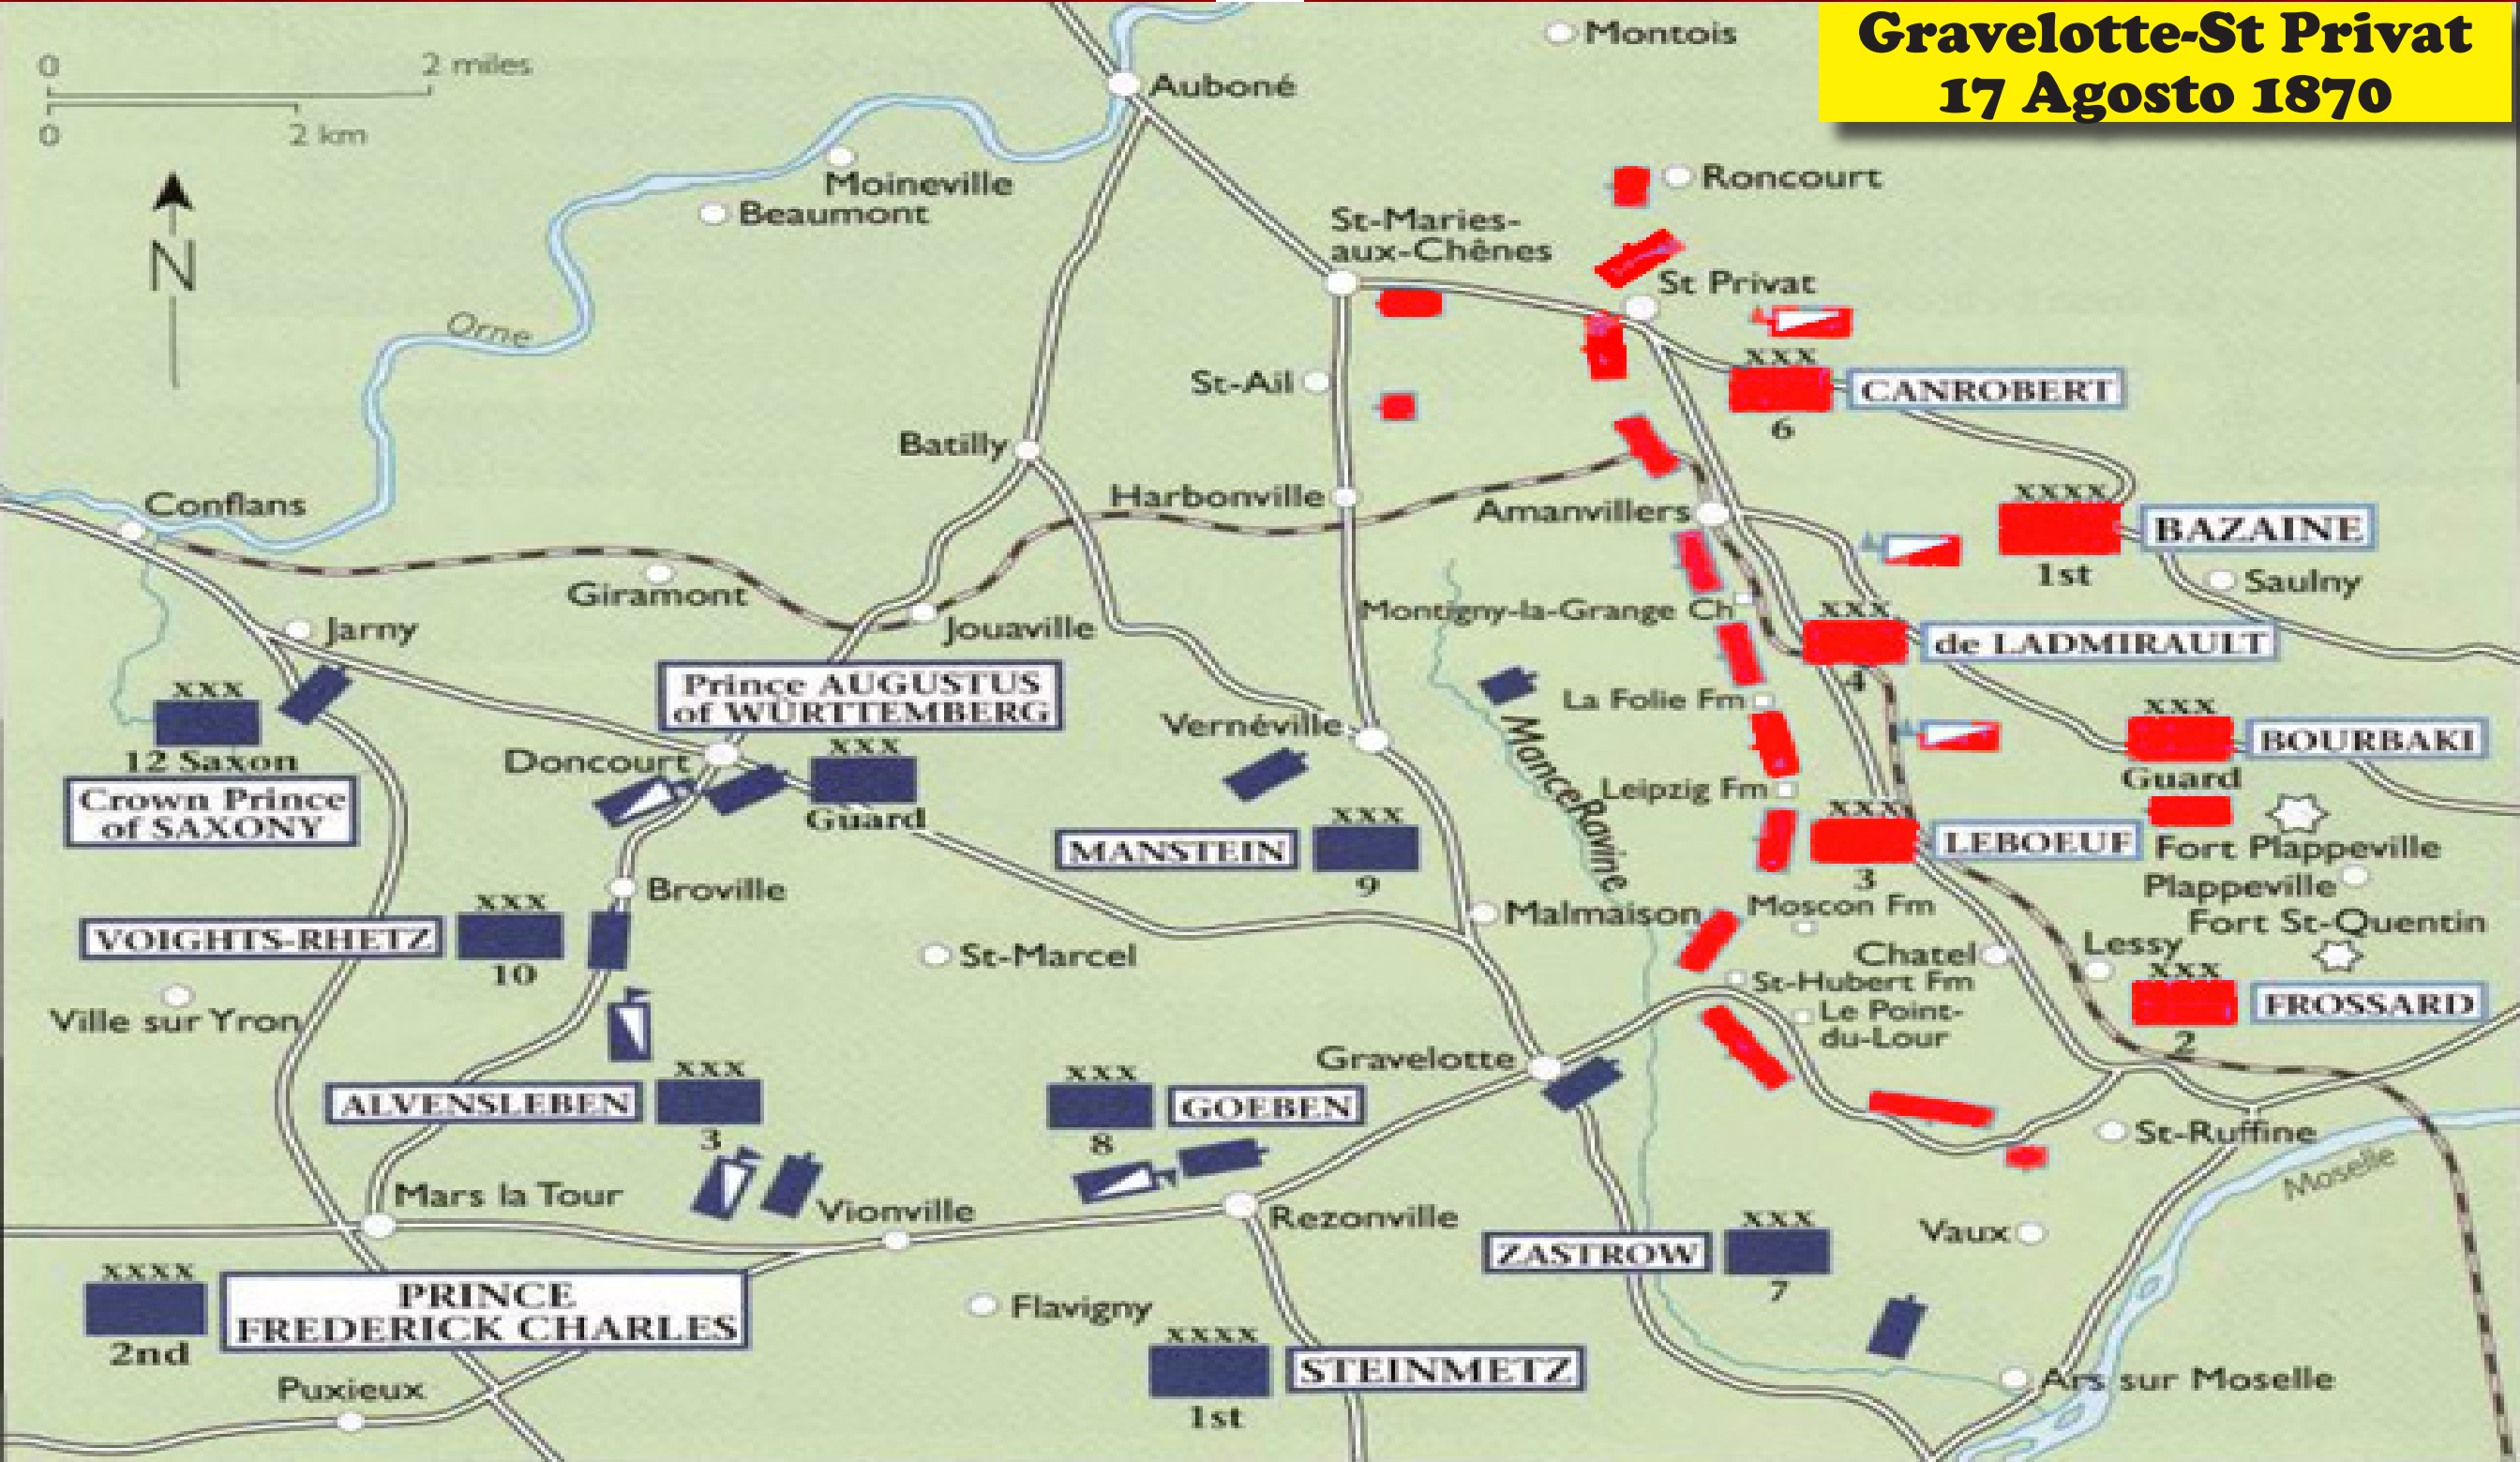 Gravelotte-St Privat
17 Agosto 1870
0
2 miles
0
2 km
N
Montois
Auboné
Moineville
Beaumont
Roncourt
St-Maries-
aux-Chênes
St Privat
Orne
St-Ail
xxx
CANROBERT
6
Batilly
Harbonville
Amanvillers
xxxx
BAZAINE
1st
Saulny
Conflans
Giramont
Jouaville
Jarny
Montigny-la-Grange Ch
xxx
de LADMIRAULT
4
xxx
12 Saxon
Crown Prince
of SAXONY
Prince AUGUSTUS
of WÜRTTEMBERG
Doncourt
xxx
Guard
Vernéville
La Folie Fm
Mance Ravine
xxx
BOURBAKI
Guard
Leipzig Fm
MANSTEIN
xxx
9
xxxx
LEBOEUF
3
Fort Plappeville
Plappeville
Broville
VOIGHTS-RHETZ
xxx
10
St-Marcel
Malmaison
Moscon Fm
Fort St-Quentin
Chatel
Lessy
St-Hubert Fm
Le Point-
du-Lour
xxx
FROSSARD
2
Ville sur Yron
Gravelotte
ALVENSLEBEN
xxx
3
xxx
GOEBEN
8
St-Ruffine
Moselle
Mars la Tour
Vionville
Rezonville
ZASTROW
xxx
7
Vaux
xxxx
PRINCE
FREDERICK CHARLES
2nd
Flavigny
xxxx
STEINMETZ
1st
Puxieux
Ars sur Moselle